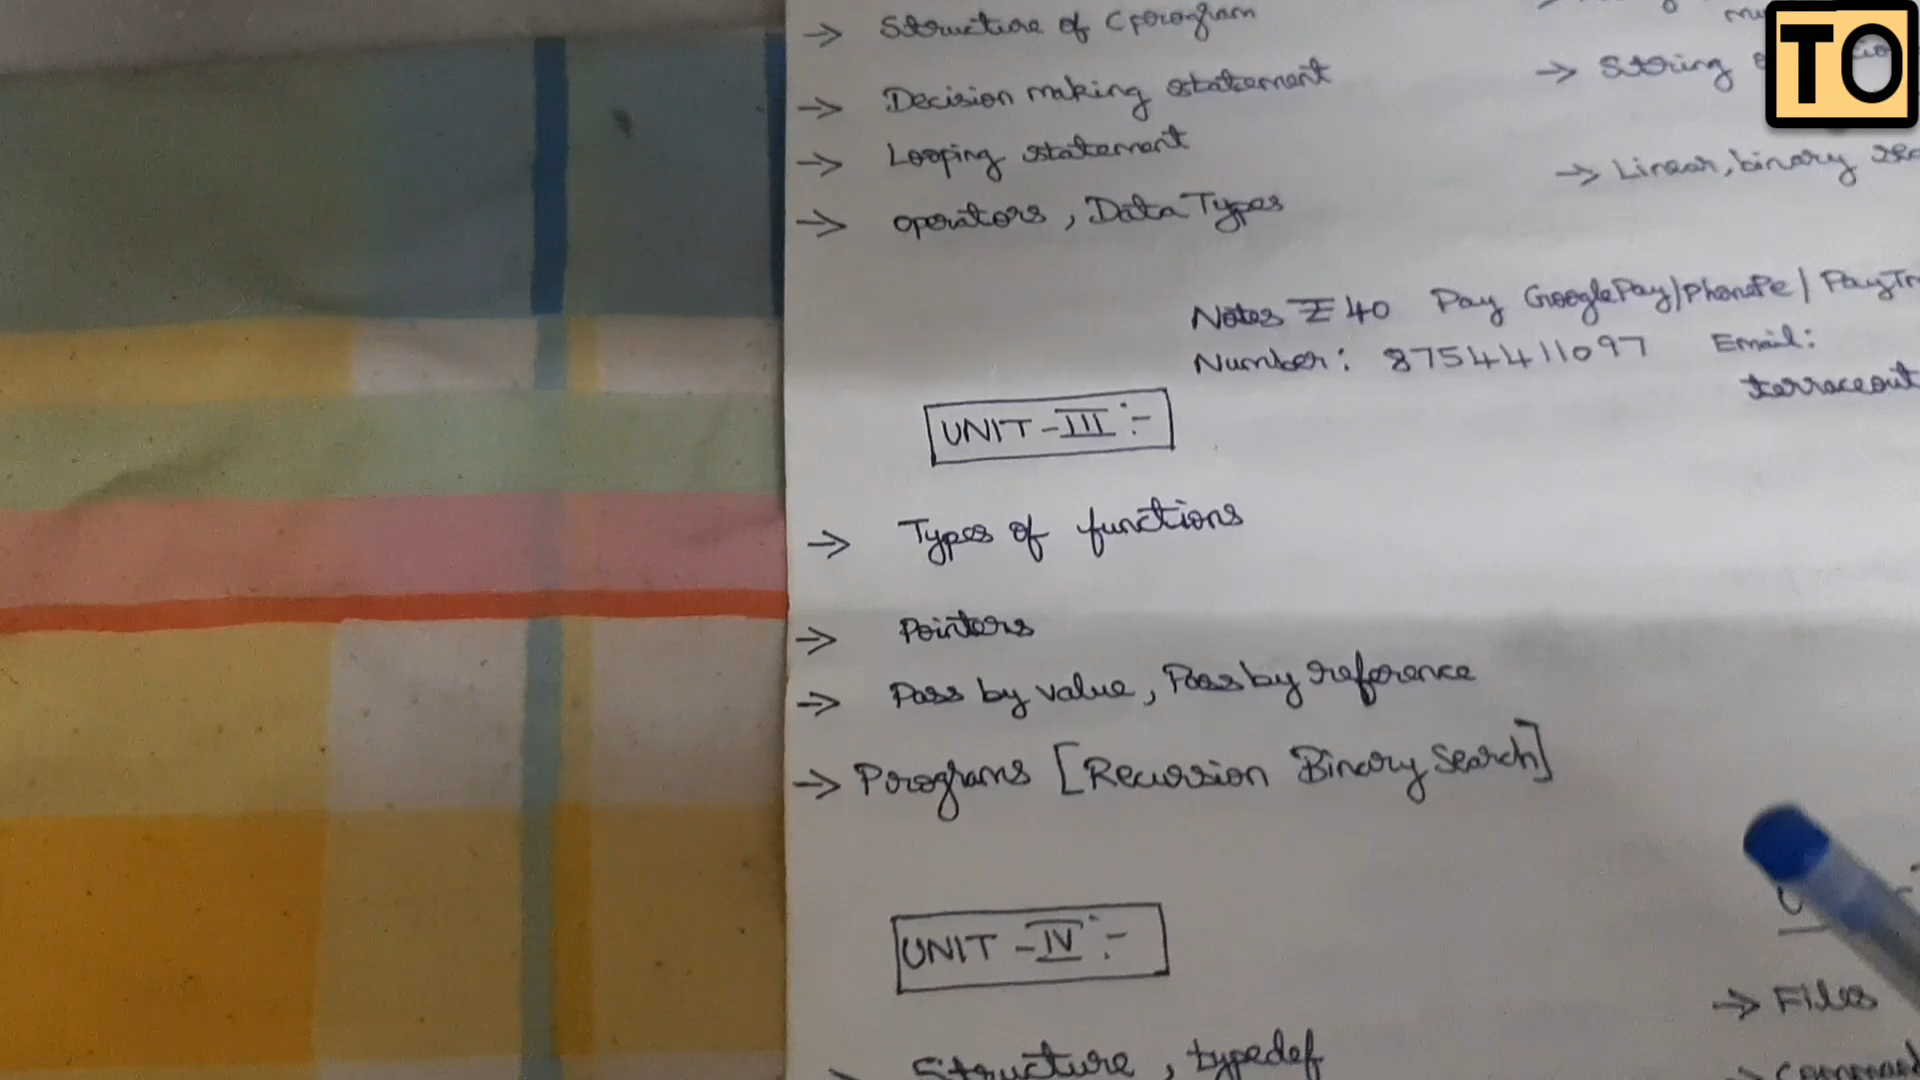 TO
→ Structure of C program
→ Decision making statement
→ Looping statement
→ operators, Data Types
→ String
→ Linear, binary
Notes ₹ 40 Pay GooglePay/PhonePe/
Number: 8754411097 Email:
terraceout
UNIT-III :-
→ Types of functions
→ Pointers
→ Pass by value, Pass by reference
→ Programs [Recursion Binary Search]
UNIT-IV :-
Structure, typedef
→ Files